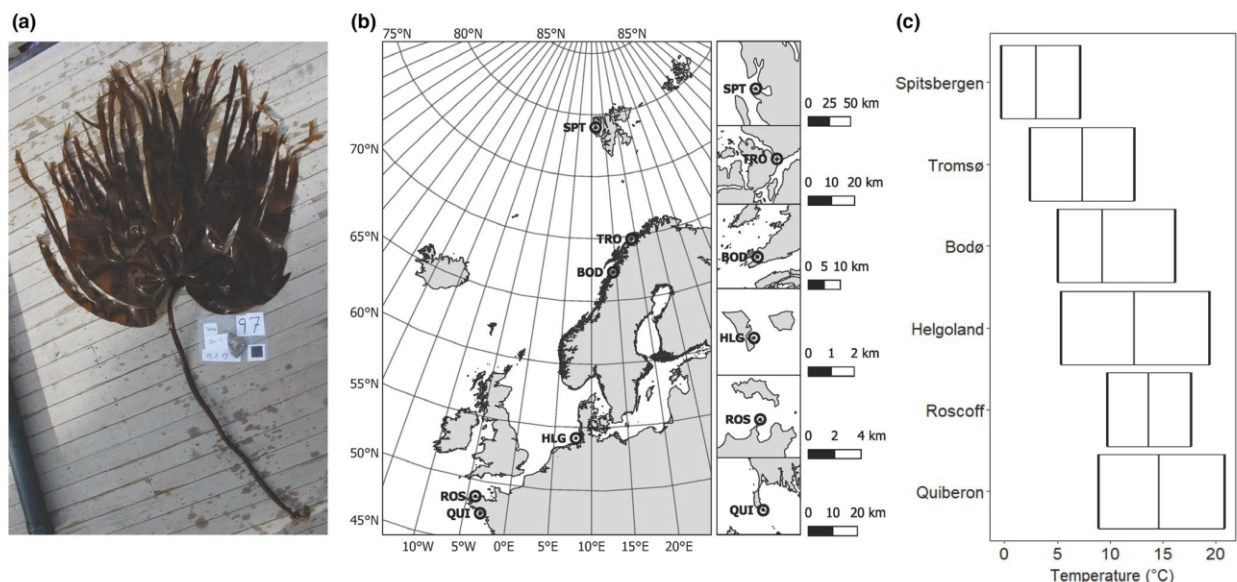 (a)
97
(b)
75°N 80°N 85°N 85°N
70°N
65°N
60°N
55°N
50°N
45°N
10°W 5°W 0°E 5°E 10°E 15°E 20°E
SPT
TRO
BOD
HLG
ROS
QUI
SPT
0 25 50 km
TRO
0 10 20 km
BOD
0 5 10 km
HLG
0 1 2 km
ROS
0 2 4 km
QUI
0 10 20 km
(c)
Spitsbergen
Tromsø
Bodø
Helgoland
Roscoff
Quiberon
0 5 10 15 20
Temperature (°C)